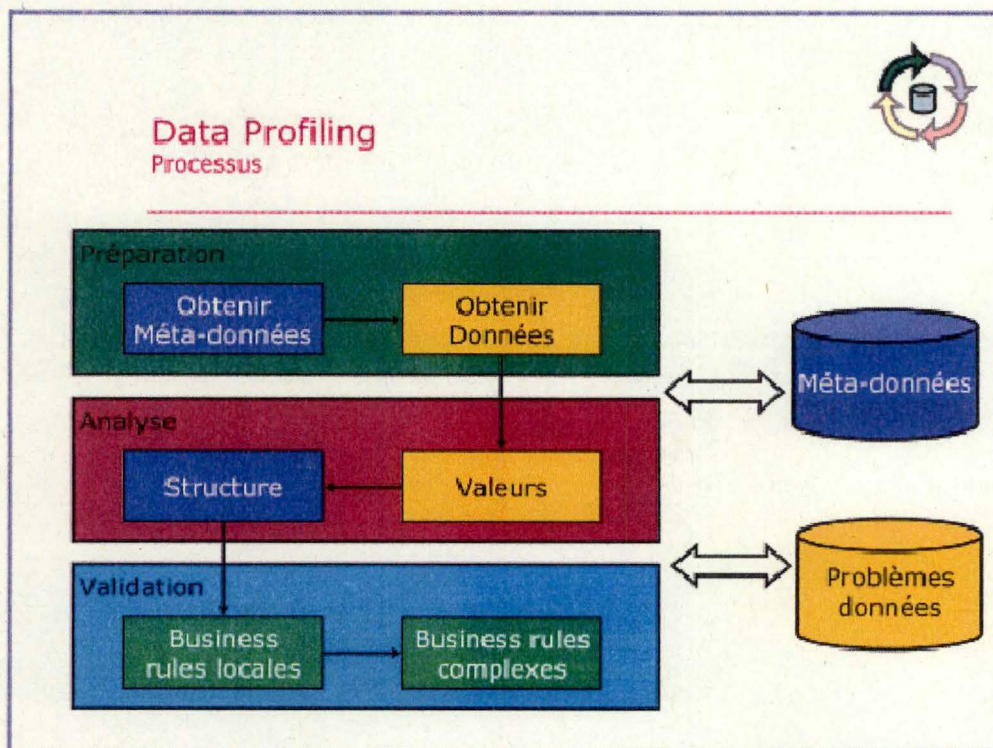 Data Profiling
Processus
Préparation
Obtenir
Méta-données
Obtenir
Données
Analyse
Structure
Valeurs
Validation
Business
rules locales
Business rules
complexes
Méta-données
Problèmes
données